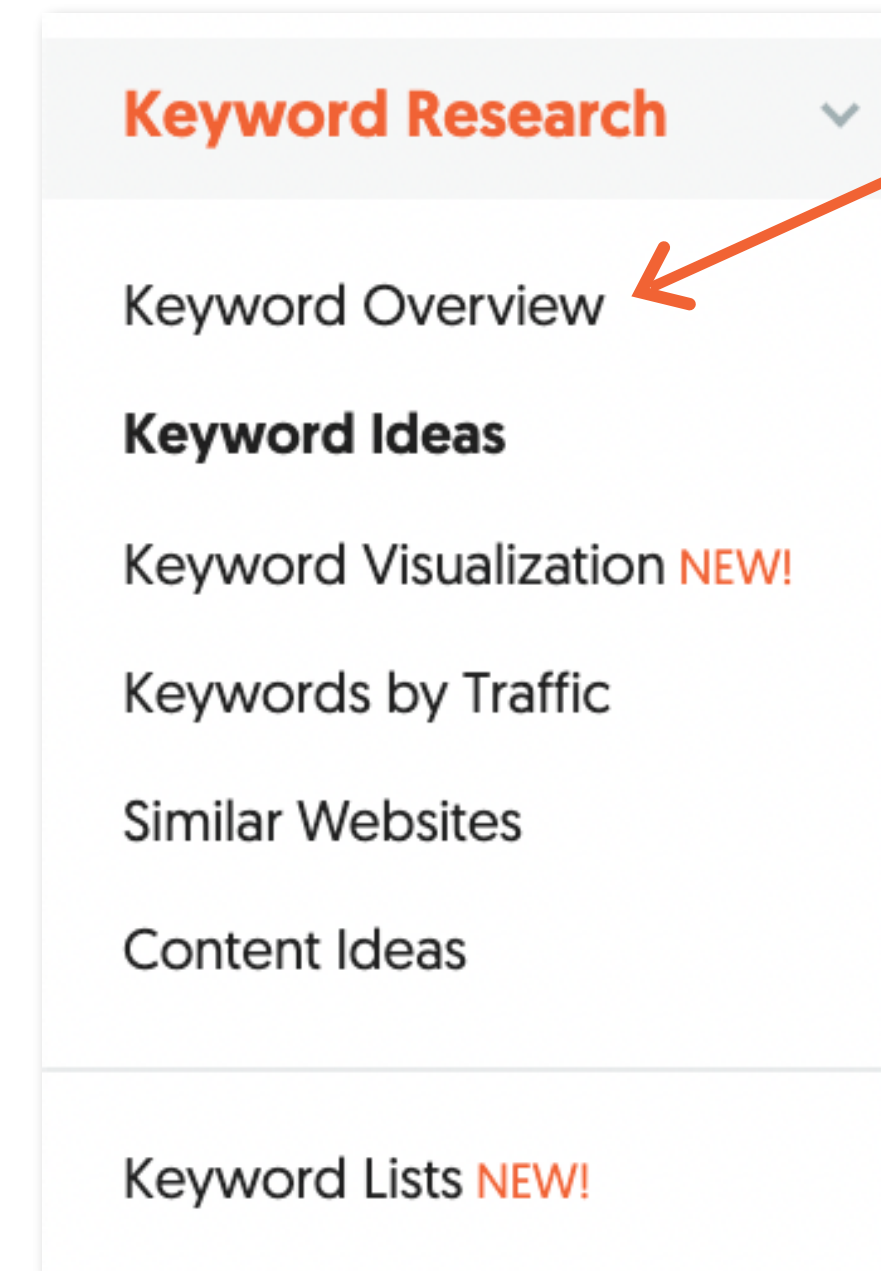 Keyword Research
Keyword Overview
Keyword Ideas
Keyword Visualization NEW!
Keywords by Traffic
Similar Websites
Content Ideas
Keyword Lists NEW!